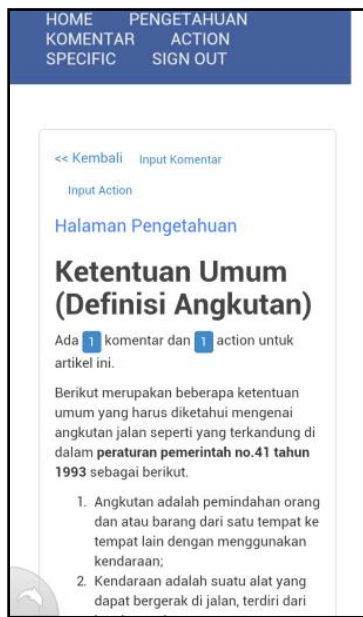 HOME PENGETAHUAN
KOMENTAR ACTION
SPECIFIC SIGN OUT
<< Kembali Input Komentar
Input Action
Halaman Pengetahuan
Ketentuan Umum
(Definisi Angkutan)
Ada 1 komentar dan 1 action untuk
artikel ini.
Berikut merupakan beberapa ketentuan
umum yang harus diketahui mengenai
angkutan jalan seperti yang terkandung di
dalam peraturan pemerintah no.41 tahun
1993 sebagai berikut.
1. Angkutan adalah pemindahan orang
dan atau barang dari satu tempat ke
tempat lain dengan menggunakan
kendaraan;
2. Kendaraan adalah suatu alat yang
dapat bergerak di jalan, terdiri dari